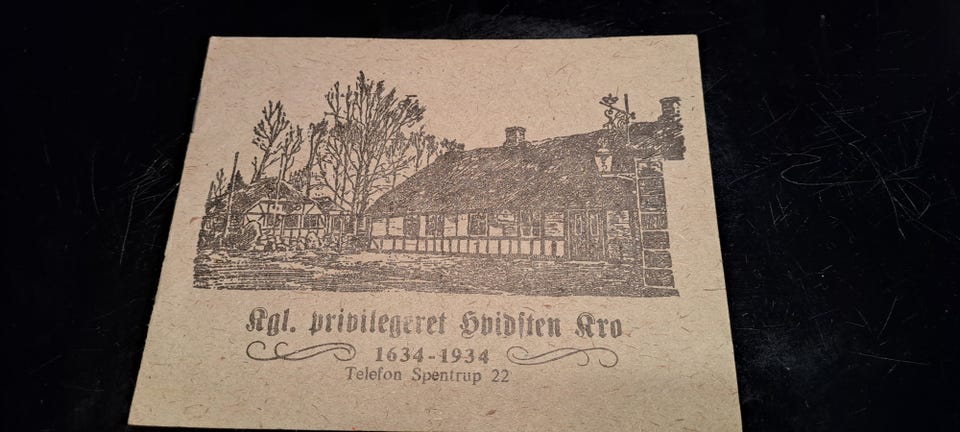 Kgl. privilegeret Hvidsten Kro
1634-1934
Telefon Spentrup 22